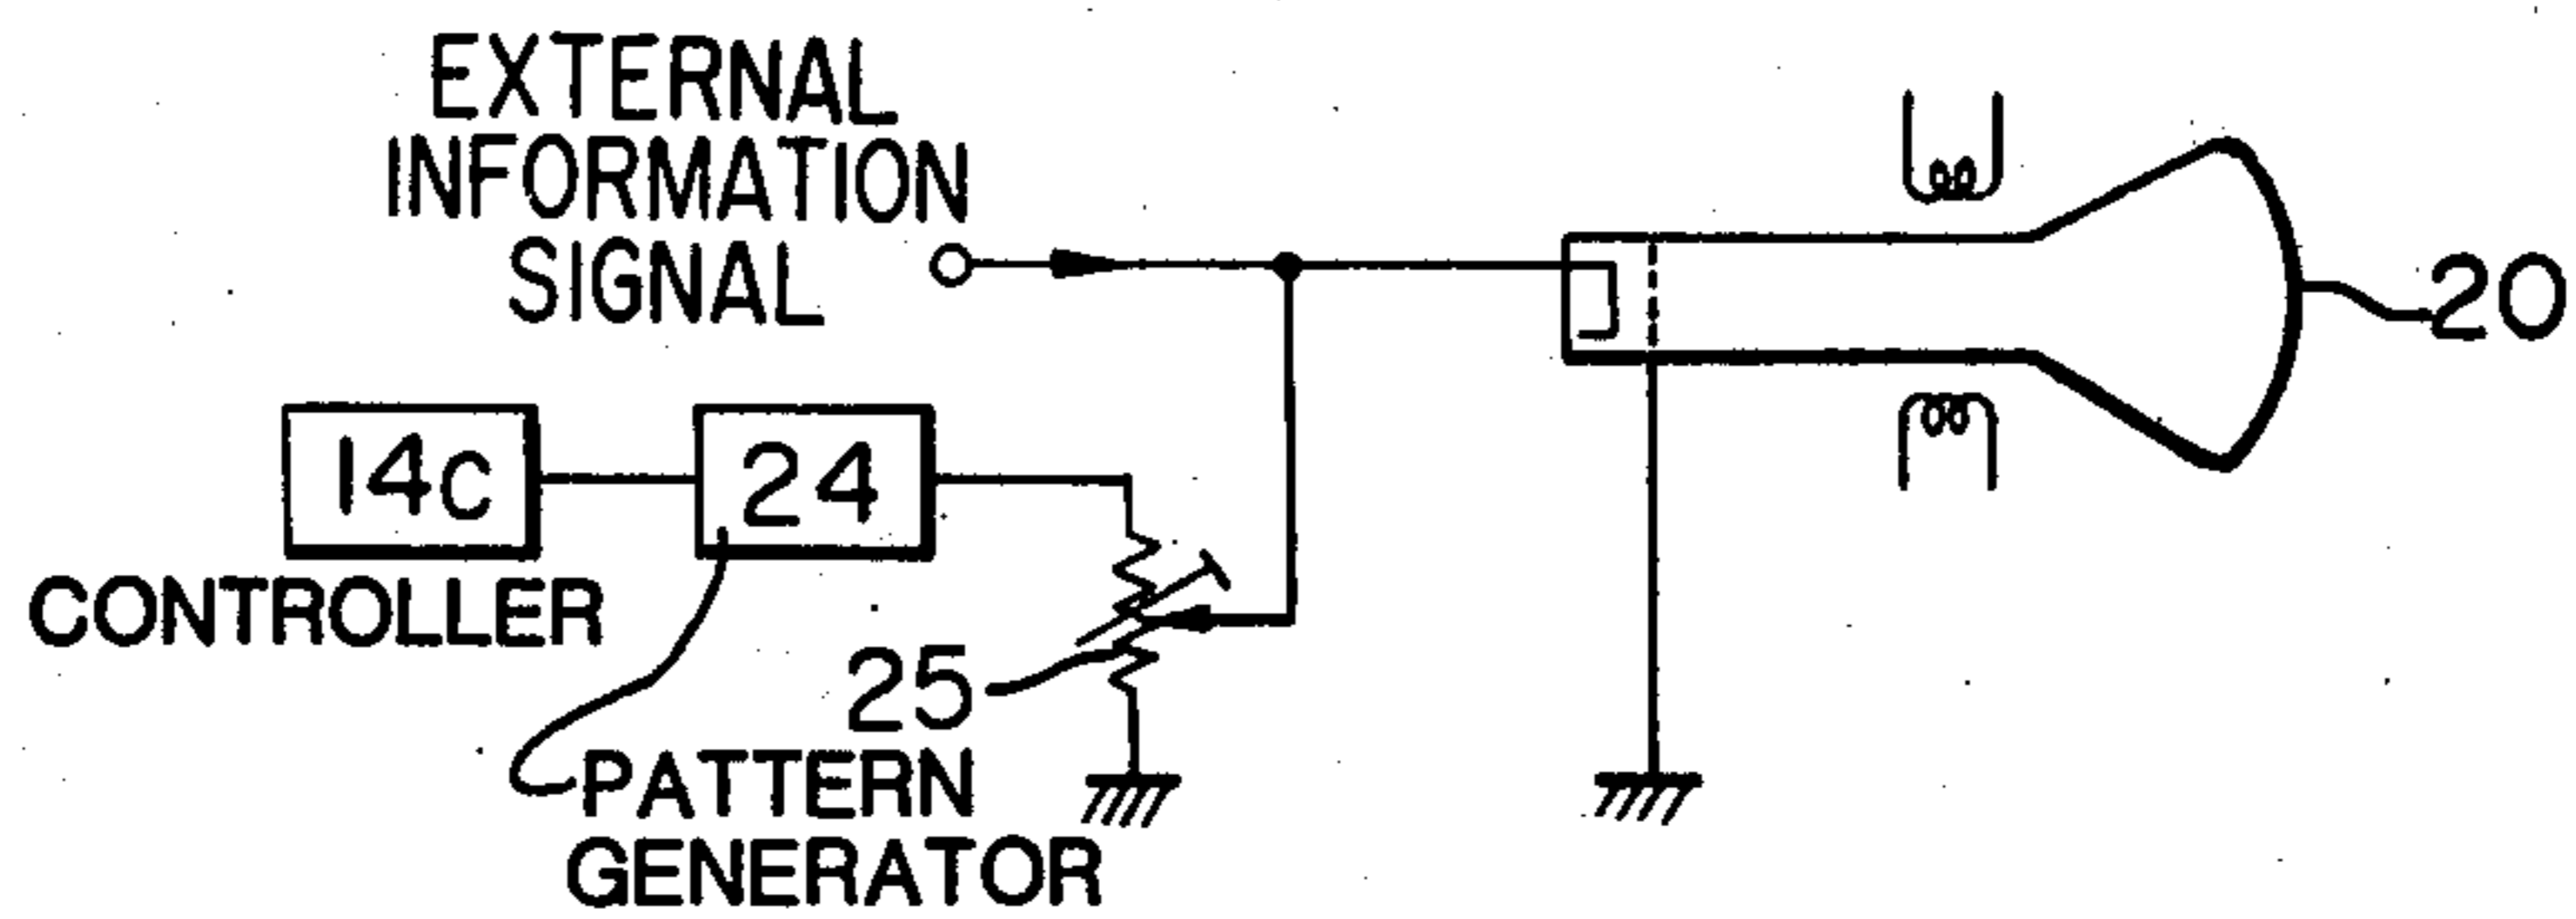 EXTERNAL
INFORMATION
SIGNAL
20
14c
24
CONTROLLER
25
PATTERN
GENERATOR